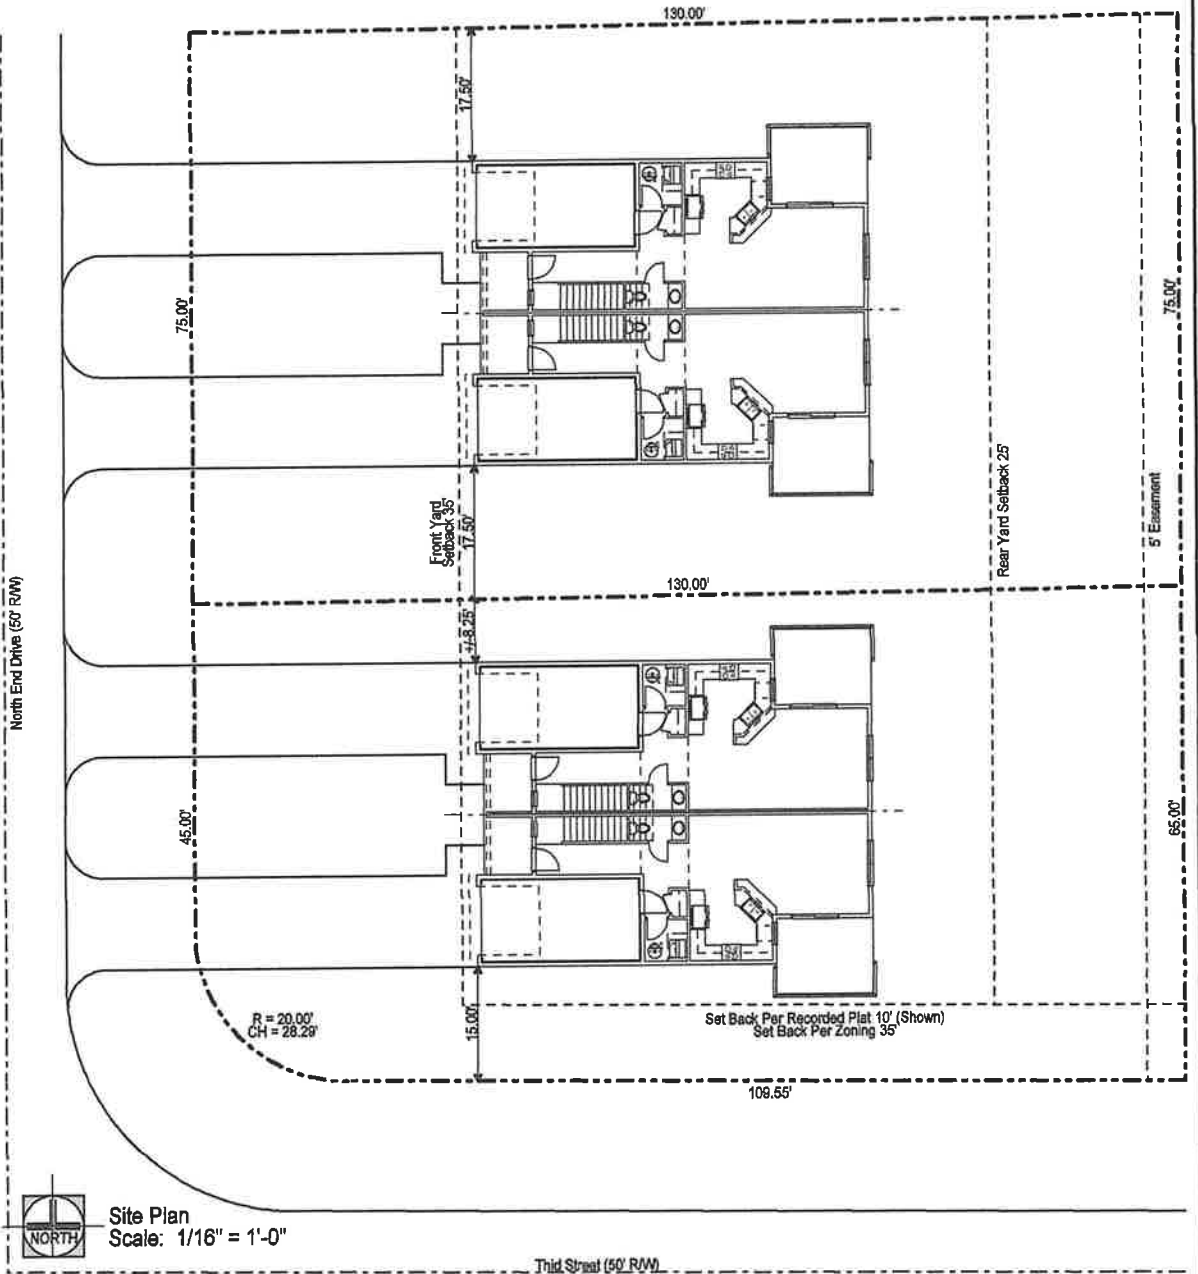 130.00'
17.50'
75.00'
75.00'
Front Yard
Setback 35'
17.50'
Rear Yard Setback 25'
5' Easement
130.00'
North End Drive (50' R/W)
+/-8.25'
45.00'
65.00'
R = 20.00'
CH = 28.29'
15.00'
Set Back Per Recorded Plat 10' (Shown)
Set Back Per Zoning 35'
109.55'
NORTH
Site Plan
Scale: 1/16" = 1'-0"
Thid Street (50' R/W)